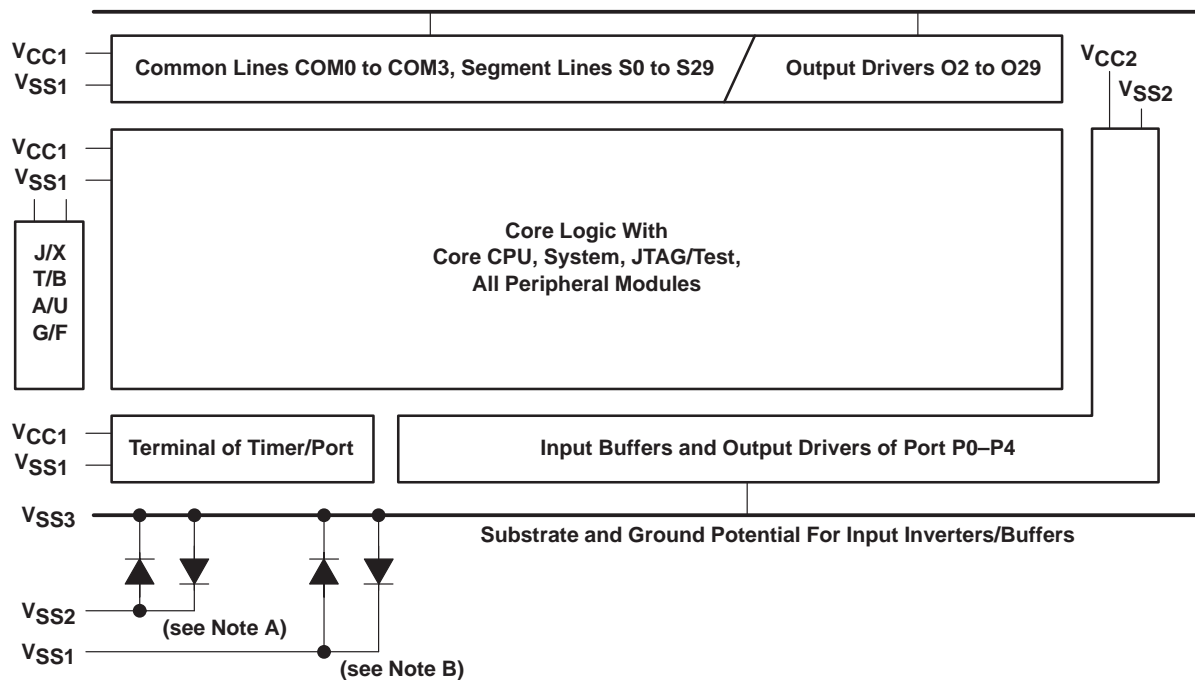 VCC1
VSS1
Common Lines COM0 to COM3, Segment Lines S0 to S29
Output Drivers O2 to O29
VCC2
VSS2
VCC1
VSS1
J/X
T/B
A/U
G/F
Core Logic With
Core CPU, System, JTAG/Test,
All Peripheral Modules
VCC1
VSS1
Terminal of Timer/Port
Input Buffers and Output Drivers of Port P0–P4
VSS3
Substrate and Ground Potential For Input Inverters/Buffers
VSS2
(see Note A)
VSS1
(see Note B)